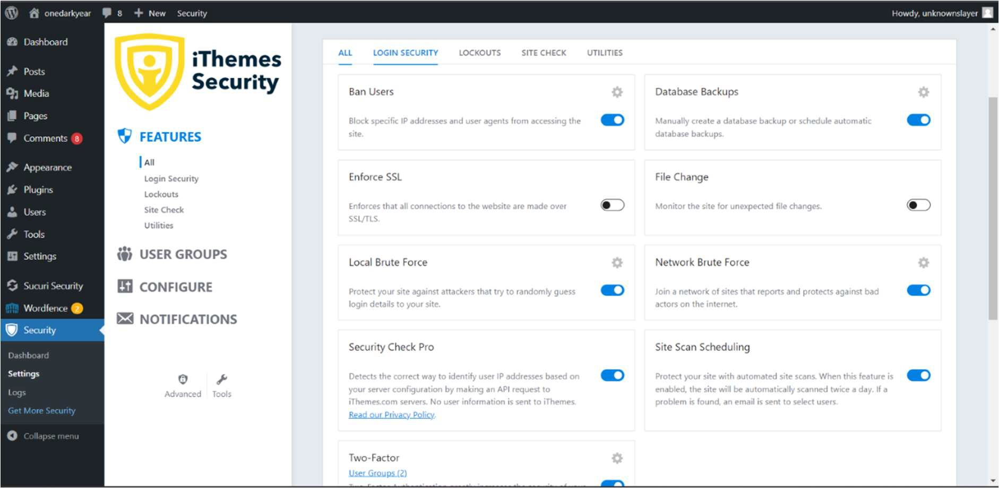 onedarkyear
8
New
Security
Howdy, unknownslayer
Dashboard
Posts
Media
Pages
Comments 8
Appearance
Plugins
Users
Tools
Settings
Sucuri Security
Wordfence 2
Security
Dashboard
Settings
Logs
Get More Security
Collapse menu
iThemes
Security
FEATURES
All
Login Security
Lockouts
Site Check
Utilities
USER GROUPS
CONFIGURE
NOTIFICATIONS
Advanced
Tools
ALL
LOGIN SECURITY
LOCKOUTS
SITE CHECK
UTILITIES
Ban Users
Block specific IP addresses and user agents from accessing the
site.
Database Backups
Manually create a database backup or schedule automatic
database backups.
Enforce SSL
Enforces that all connections to the website are made over
SSL/TLS.
File Change
Monitor the site for unexpected file changes.
Local Brute Force
Protect your site against attackers that try to randomly guess
login details to your site.
Network Brute Force
Join a network of sites that reports and protects against bad
actors on the internet.
Security Check Pro
Detects the correct way to identify user IP addresses based on
your server configuration by making an API request to
iThemes.com servers. No user information is sent to iThemes.
Read our Privacy Policy.
Site Scan Scheduling
Protect your site with automated site scans. When this feature is
enabled, the site will be automatically scanned twice a day. If a
problem is found, an email is sent to select users.
Two-Factor
User Groups (2)